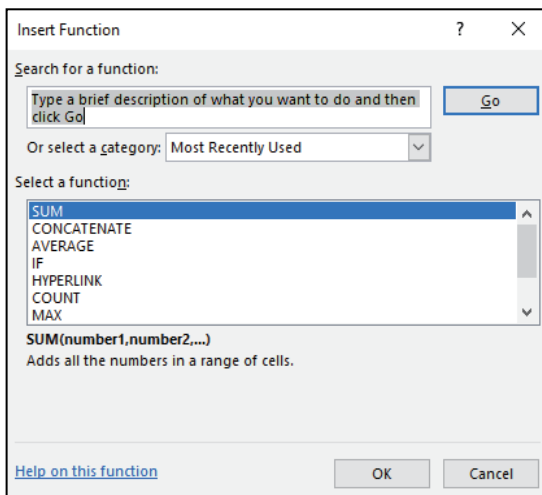 Insert Function ?
Search for a function:
Type a brief description of what you want to do and then
click Go
Go
Or select a category: Most Recently Used
Select a function:
SUM
CONCATENATE
AVERAGE
IF
HYPERLINK
COUNT
MAX
SUM(number1,number2,...)
Adds all the numbers in a range of cells.
Help on this function
OK
Cancel